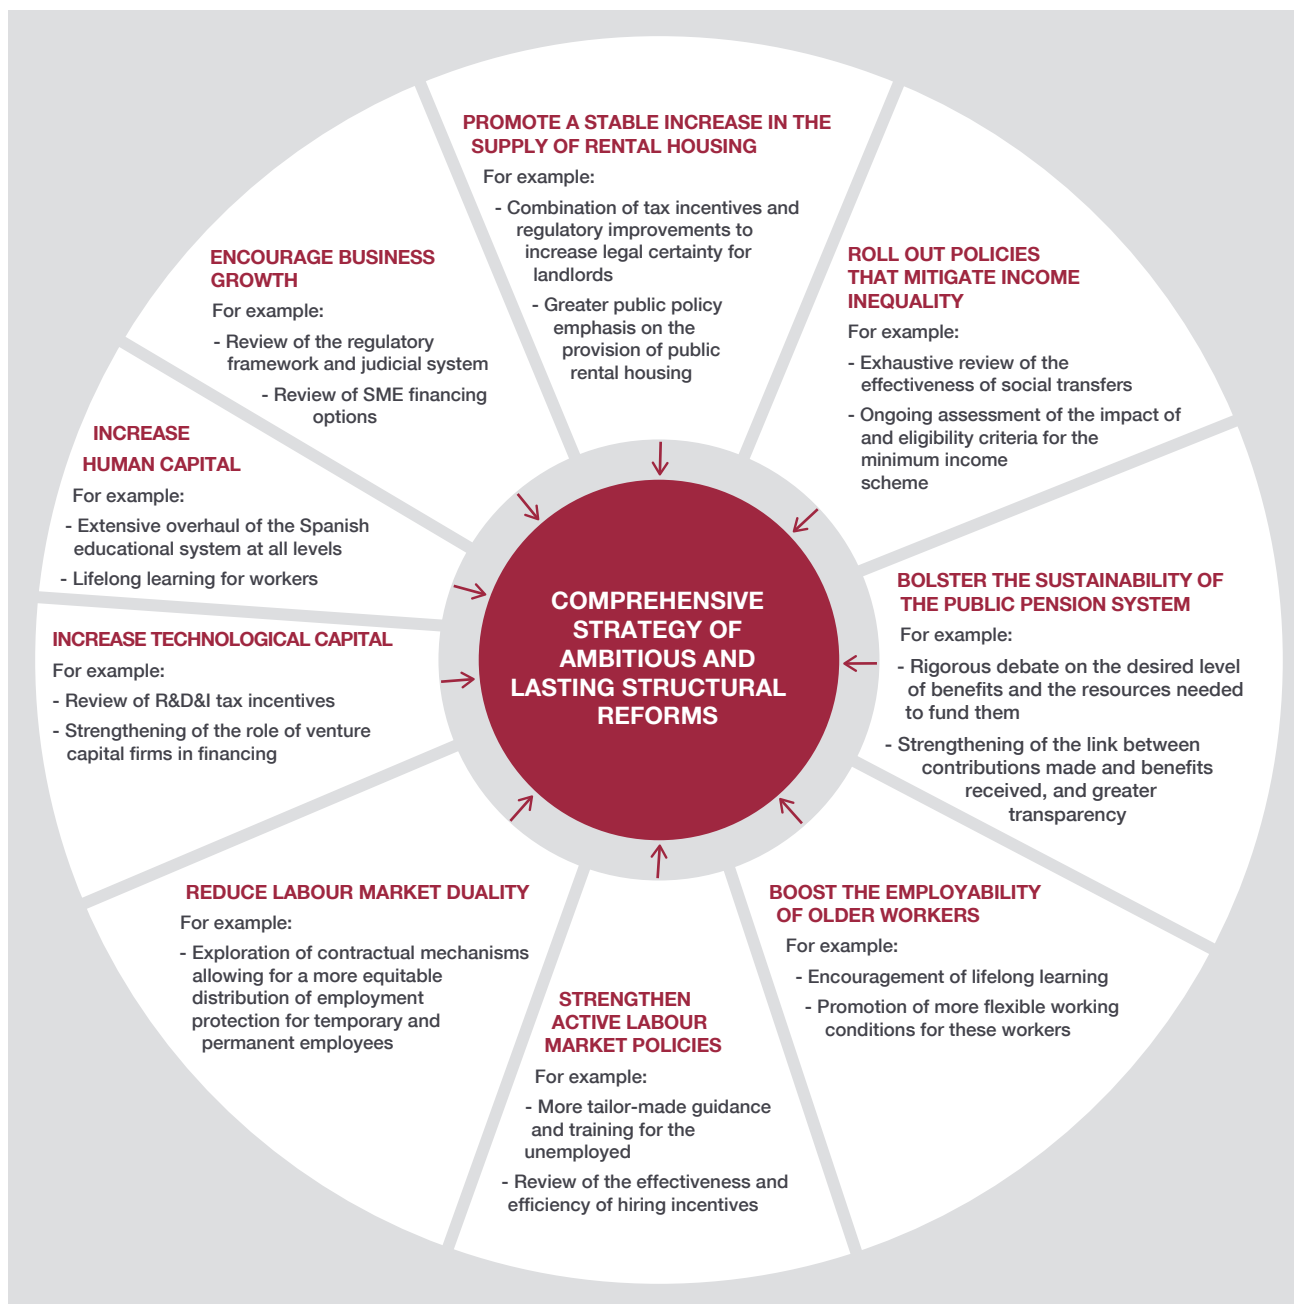 PROMOTE A STABLE INCREASE IN THE
SUPPLY OF RENTAL HOUSING
For example:
- Combination of tax incentives and
regulatory improvements to
increase legal certainty for
landlords
- Greater public policy
emphasis on the
provision of public
rental housing
ROLL OUT POLICIES
THAT MITIGATE INCOME
INEQUALITY
For example:
- Exhaustive review of the
effectiveness of social transfers
- Ongoing assessment of the impact of
and eligibility criteria for the
minimum income
scheme
BOLSTER THE SUSTAINABILITY OF
THE PUBLIC PENSION SYSTEM
For example:
- Rigorous debate on the desired level
of benefits and the resources needed
to fund them
- Strengthening of the link between
contributions made and benefits
received, and greater
transparency
BOOST THE EMPLOYABILITY
OF OLDER WORKERS
For example:
- Encouragement of lifelong learning
- Promotion of more flexible working
conditions for these workers
STRENGTHEN
ACTIVE LABOUR
MARKET POLICIES
For example:
- More tailor-made guidance
and training for the
unemployed
- Review of the effectiveness and
efficiency of hiring incentives
REDUCE LABOUR MARKET DUALITY
For example:
- Exploration of contractual mechanisms
allowing for a more equitable
distribution of employment
protection for temporary and
permanent employees
INCREASE TECHNOLOGICAL CAPITAL
For example:
- Review of R&D&I tax incentives
- Strengthening of the role of venture
capital firms in financing
INCREASE
HUMAN CAPITAL
For example:
- Extensive overhaul of the Spanish
educational system at all levels
- Lifelong learning for workers
ENCOURAGE BUSINESS
GROWTH
For example:
- Review of the regulatory
framework and judicial system
- Review of SME financing
options
COMPREHENSIVE
STRATEGY OF
AMBITIOUS AND
LASTING STRUCTURAL
REFORMS